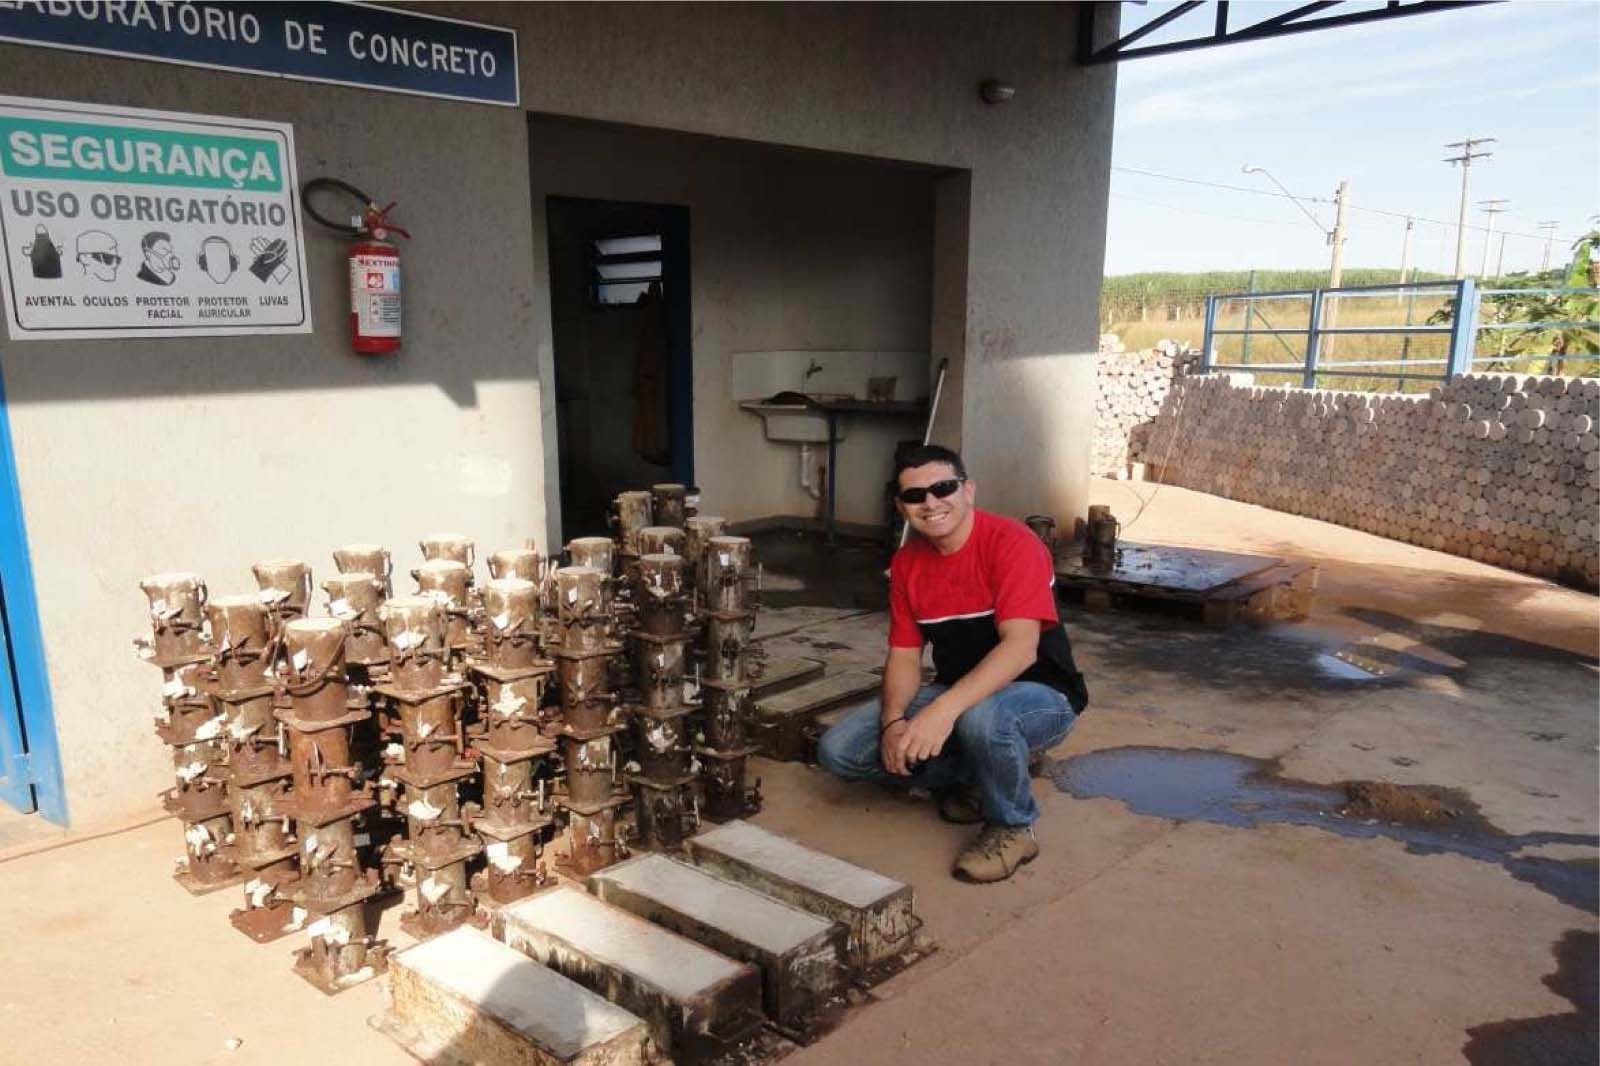 LABORATÓRIO DE CONCRETO
SEGURANÇA
USO OBRIGATÓRIO
AVENTAL ÓCULOS PROTETOR FACIAL PROTETOR AURICULAR LUVAS